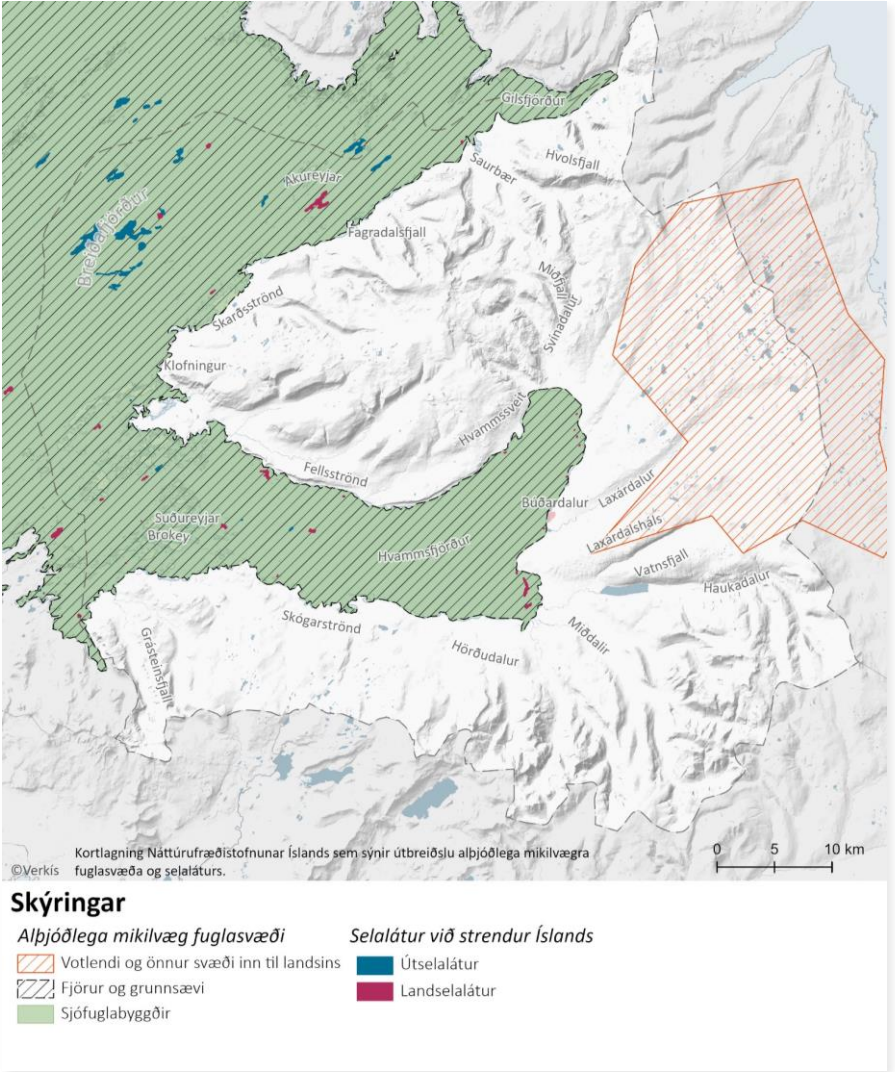 Gilsfjörður
Hvolsfjall
Saurbær
Akureyjar
Breiðafjörður
Fagradalsfjall
Miðfjall
Svínadalur
Skarðsströnd
Klofningur
Hvammssveit
Fellsströnd
Búðardalur
Laxárdalur
Suðureyjar
Brokey
Laxárdalsháls
Hvammsfjörður
Vatnsfjall
Haukadalur
Skógarströnd
Miðdalir
Hörðudalur
Grásteinsfjall
Kortlagning Náttúrufræðistofnunar Íslands sem sýnir útbreiðslu alþjóðlega mikilvægra
©Verkís fuglasvæða og selaláturs.
0 5 10 km
Skýringar
Alþjóðlega mikilvæg fuglasvæði Selalátur við strendur Íslands
Votlendi og önnur svæði inn til landsins Útselalátur
Fjörur og grunnsævi Landselalátur
Sjófuglabyggðir